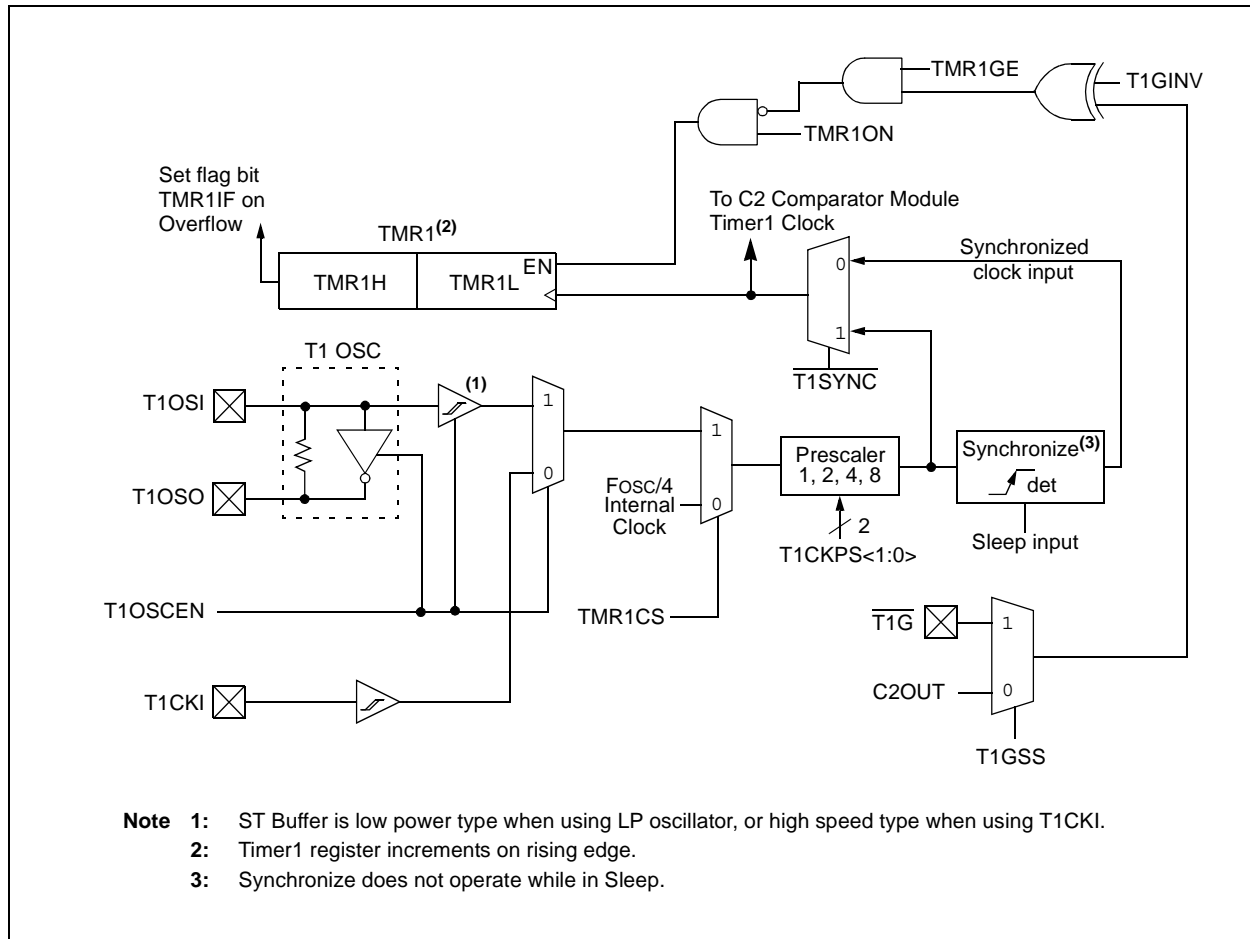 TMR1GE
T1GINV
TMR1ON
Set flag bit
TMR1IF on
Overflow
To C2 Comparator Module
Timer1 Clock
TMR1(2)
EN
TMR1H
TMR1L
0
1
Synchronized
clock input
T1SYNC
T1 OSC
(1)
T1OSI
T1OSO
1
0
1
0
FOSC/4
Internal
Clock
Prescaler
1, 2, 4, 8
2
T1CKPS<1:0>
Synchronize(3)
det
Sleep input
T1OSCEN
TMR1CS
T1G
1
0
C2OUT
T1GSS
T1CKI
Note 1: ST Buffer is low power type when using LP oscillator, or high speed type when using T1CKI.
2: Timer1 register increments on rising edge.
3: Synchronize does not operate while in Sleep.